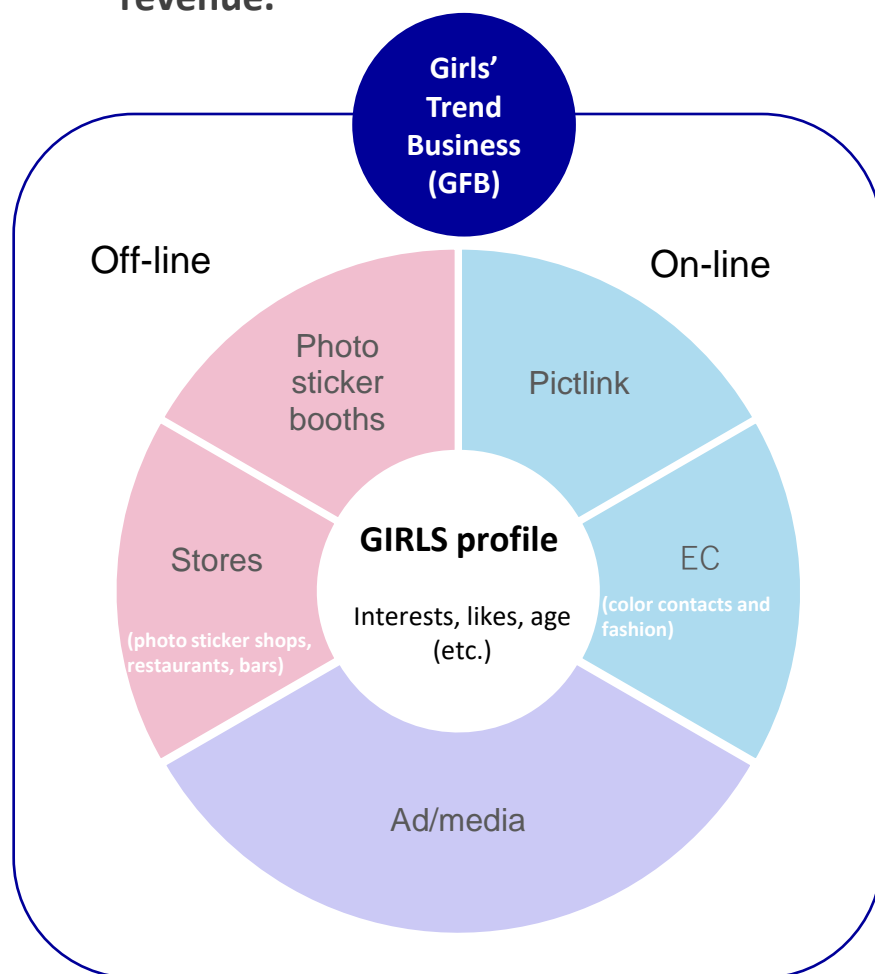 revenue.
Girls’
Trend
Business
(GFB)
Off-line
On-line
Photo
sticker
booths
Pictlink
Stores
(photo sticker shops,
restaurants, bars)
GIRLS profile
Interests, likes, age
(etc.)
EC
(color contacts and
fashion)
Ad/media